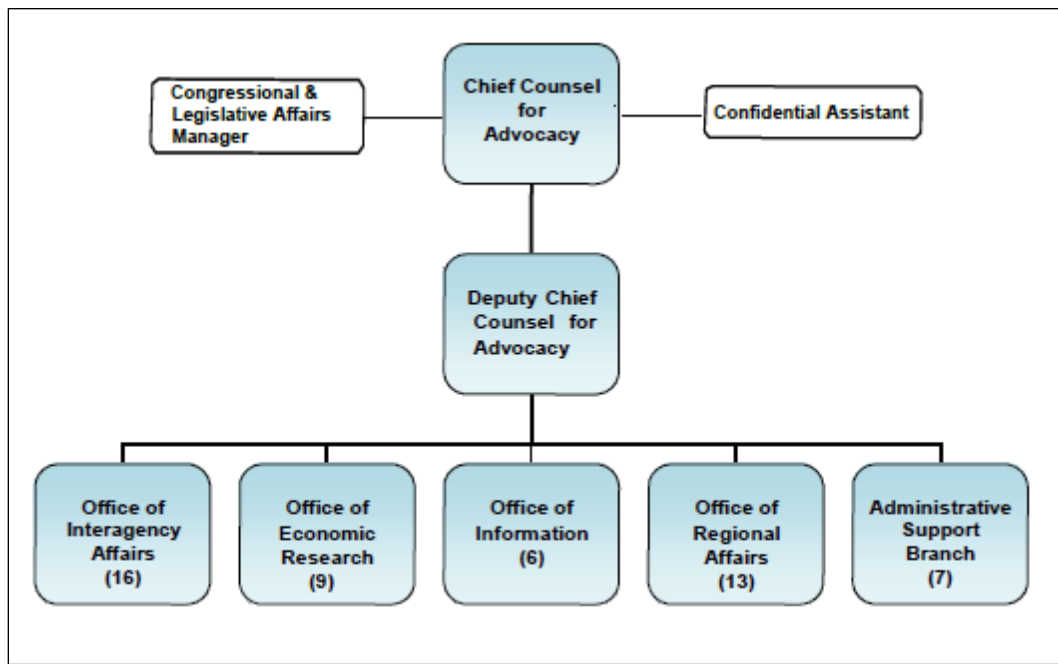 Chief Counsel
for
Advocacy
Congressional &
Legislative Affairs
Manager
Confidential Assistant
Deputy Chief
Counsel for
Advocacy
Office of
Interagency
Affairs
(16)
Office of
Economic
Research
(9)
Office of
Information
(6)
Office of
Regional
Affairs
(13)
Administrative
Support
Branch
(7)